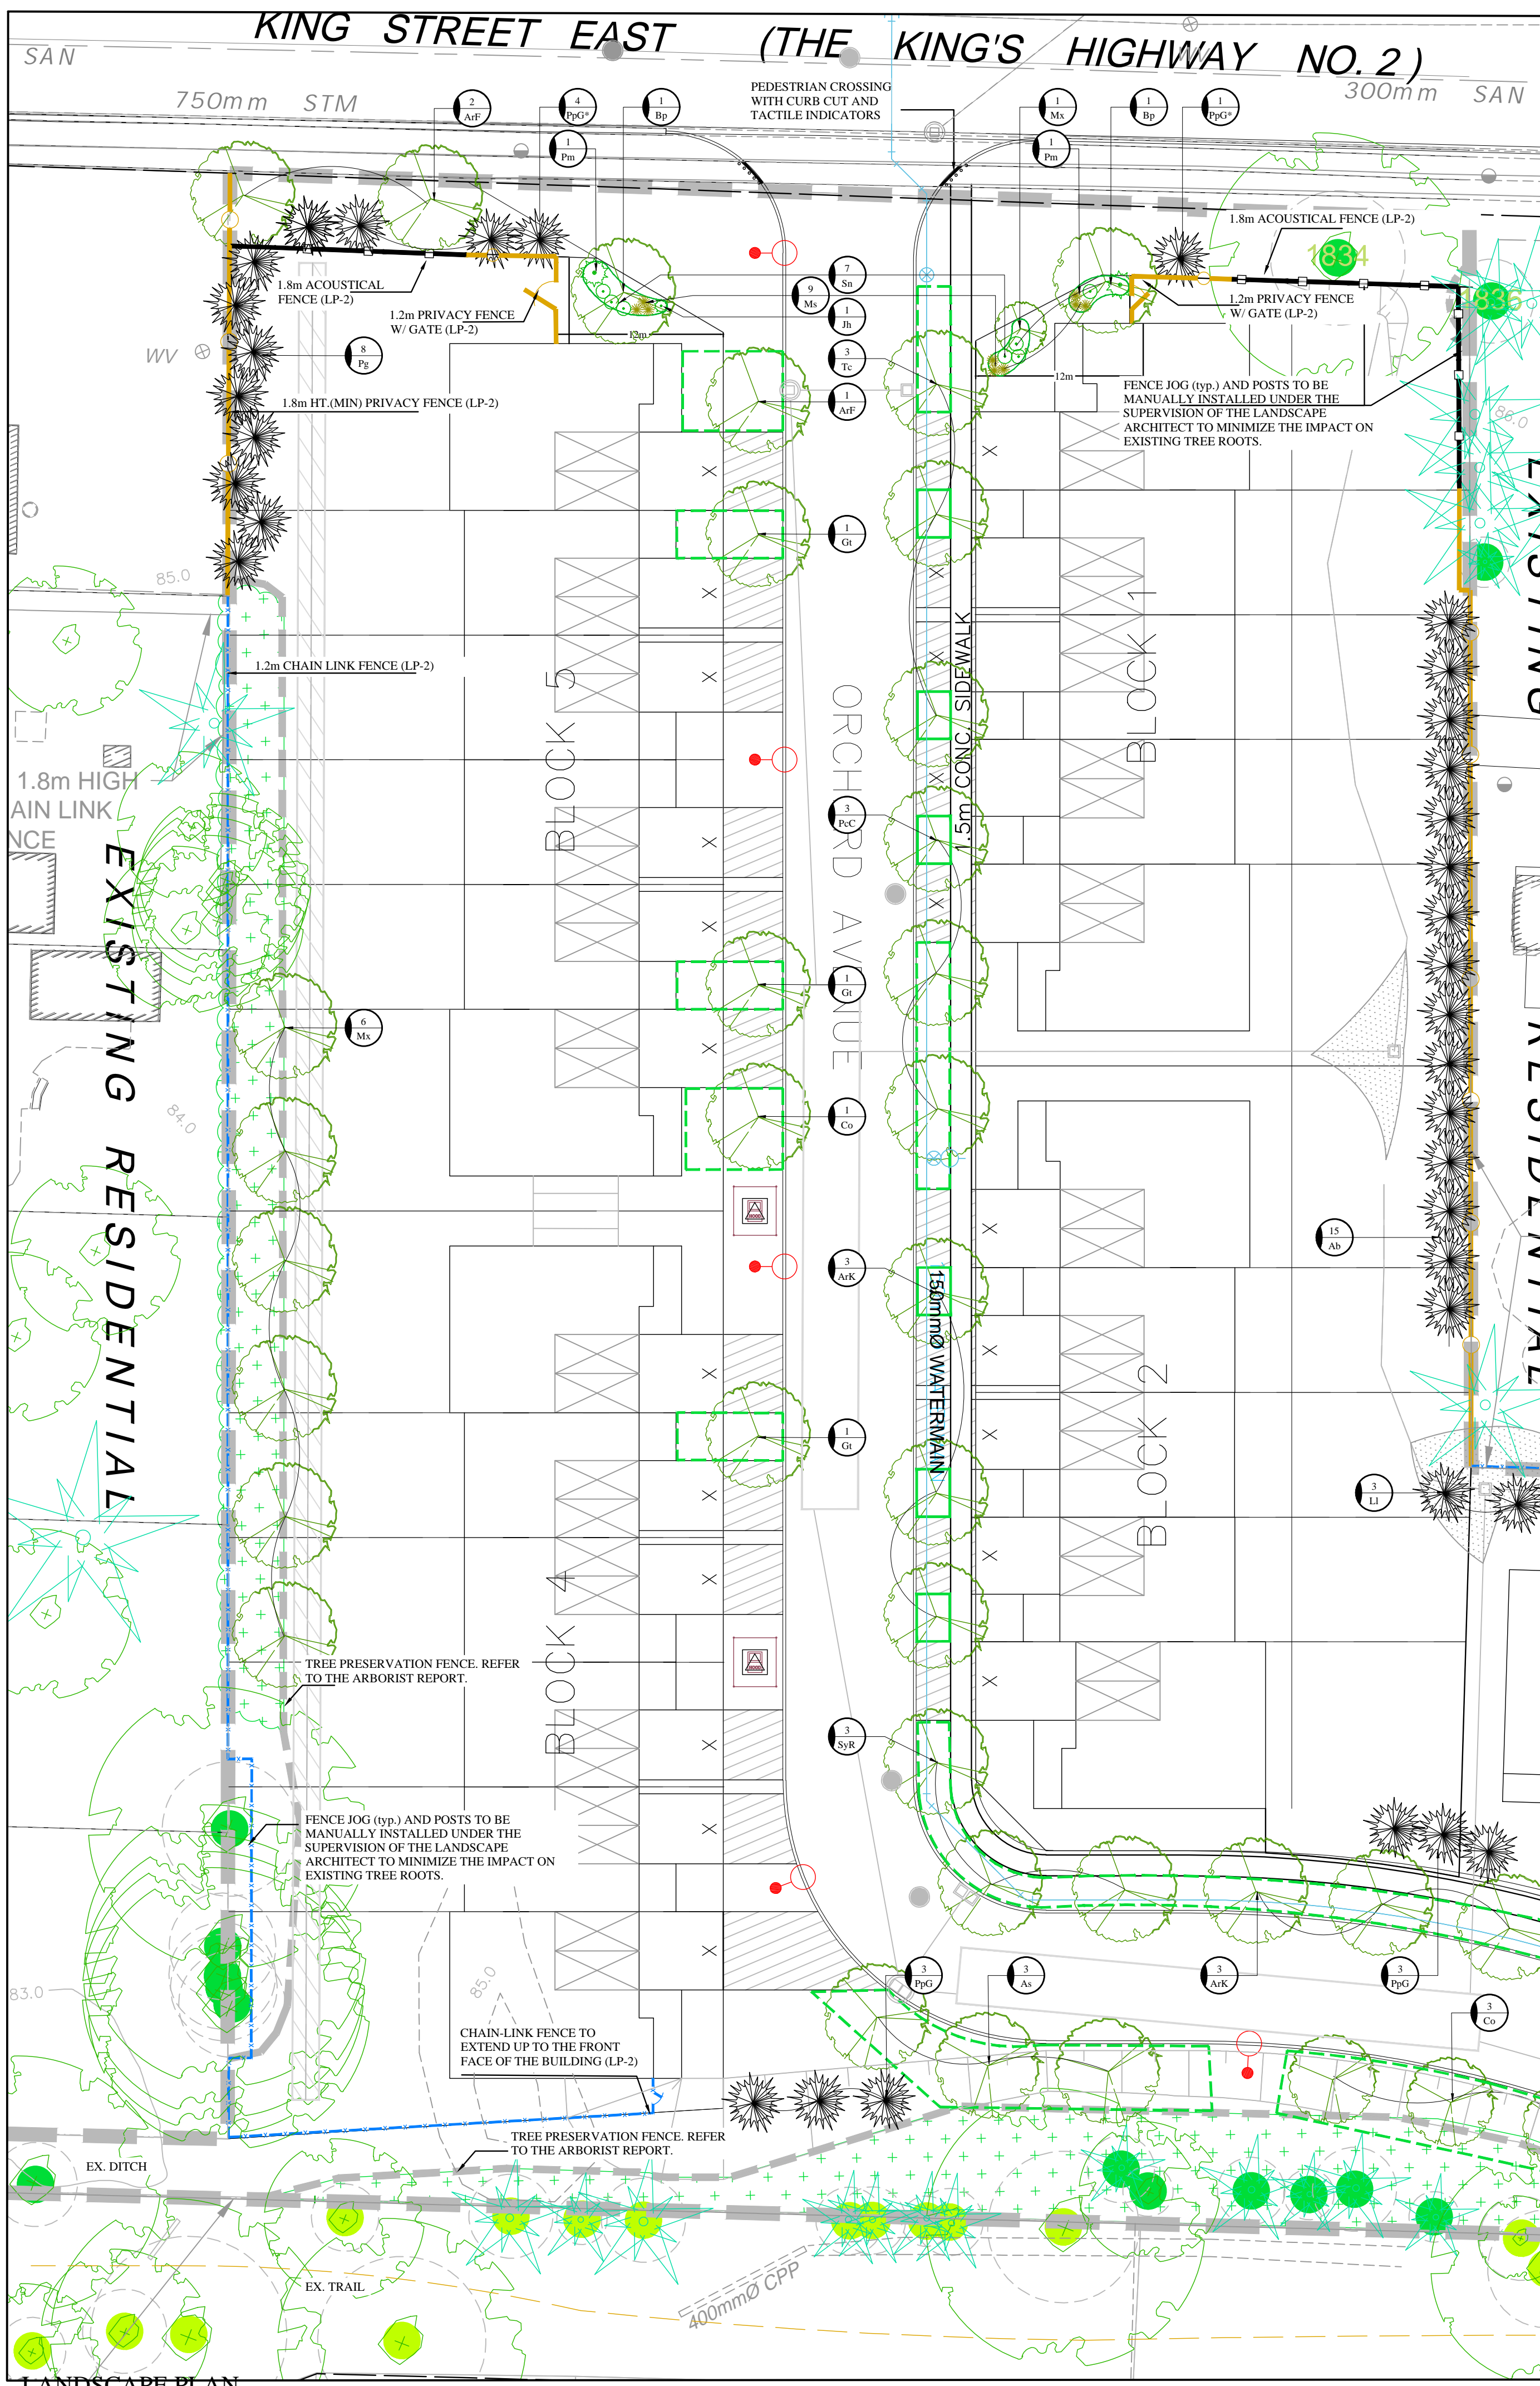 KING STREET EAST (THE KING'S HIGHWAY NO. 2)
SAN
750mm STM
300mm SAN
PEDESTRIAN CROSSING
WITH CURB CUT AND
TACTILE INDICATORS
2
ArF
4
PpG*
1
Bp
1
Pm
1
Mx
1
Bp
1
PpG*
1
Pm
1.8m ACOUSTICAL FENCE (LP-2)
1834
1836
1.8m ACOUSTICAL
FENCE (LP-2)
1.2m PRIVACY FENCE
W/ GATE (LP-2)
7
Sn
9
Ms
1
Jh
3
Tc
1
ArF
1.2m PRIVACY FENCE
W/ GATE (LP-2)
WV
8
Pg
12m
12m
1.8m HT.(MIN) PRIVACY FENCE (LP-2)
FENCE JOG (typ.) AND POSTS TO BE
MANUALLY INSTALLED UNDER THE
SUPERVISION OF THE LANDSCAPE
ARCHITECT TO MINIMIZE THE IMPACT ON
EXISTING TREE ROOTS.
86.0
1
Gt
85.0
1.2m CHAIN LINK FENCE (LP-2)
BLOCK 5
ORCHARD AVENUE
1.5m CONC. SIDEWALK
BLOCK 1
EXISTING RESIDENTIAL
1.8m HIGH
AIN LINK
NCE
3
PcC
EXISTING RESIDENTIAL
1
Gt
6
Mx
84.0
1
Co
15
Ab
3
ArK
150mmØ WATERMAIN
1
Gt
BLOCK 2
3
Ll
BLOCK 4
TREE PRESERVATION FENCE. REFER
TO THE ARBORIST REPORT.
3
SyR
FENCE JOG (typ.) AND POSTS TO BE
MANUALLY INSTALLED UNDER THE
SUPERVISION OF THE LANDSCAPE
ARCHITECT TO MINIMIZE THE IMPACT ON
EXISTING TREE ROOTS.
83.0
85.0
3
PpG
3
As
3
ArK
3
PpG
3
Co
CHAIN-LINK FENCE TO
EXTEND UP TO THE FRONT
FACE OF THE BUILDING (LP-2)
TREE PRESERVATION FENCE. REFER
TO THE ARBORIST REPORT.
EX. DITCH
EX. TRAIL
400mmØ CPP
LANDSCAPE PLAN